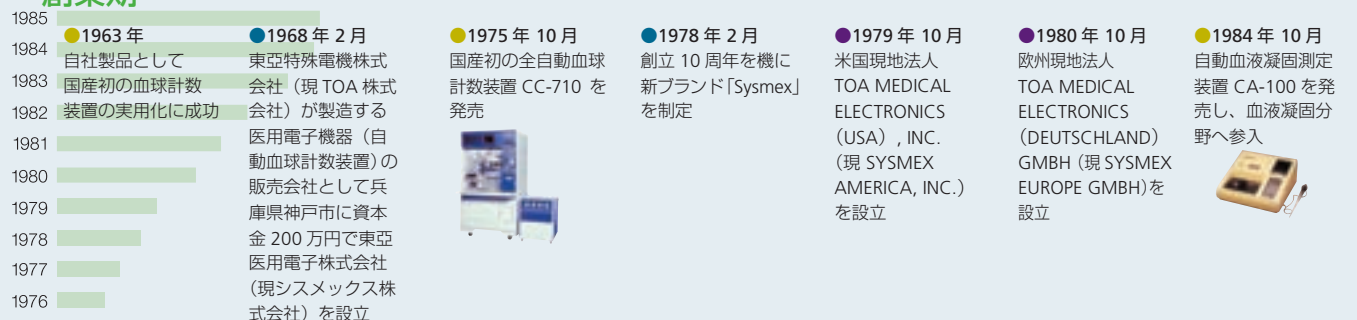 創業期
1985
1984
1983
1982
1981
1980
1979
1978
1977
1976
●1963 年
自社製品として
国産初の血球計数
装置の実用化に成功
●1968 年 2 月
東亞特殊電機株式
会社（現 TOA 株式
会社）が製造する
医用電子機器（自
動血球計数装置）の
販売会社として兵
庫県神戸市に資本
金 200 万円で東亞
医用電子株式会社
（現シスメックス株
式会社）を設立
●1975 年 10 月
国産初の全自動血球
計数装置 CC-710 を
発売
●1978 年 2 月
創立 10 周年を機に
新ブランド「Sysmex」
を制定
●1979 年 10 月
米国現地法人
TOA MEDICAL
ELECTRONICS
（USA）, INC.
（現 SYSMEX
AMERICA, INC.）
を設立
●1980 年 10 月
欧州現地法人
TOA MEDICAL
ELECTRONICS
（DEUTSCHLAND）
GMBH（現 SYSMEX
EUROPE GMBH）を
設立
●1984 年 10 月
自動血液凝固測定
装置 CA-100 を発
売し、血液凝固分
野へ参入